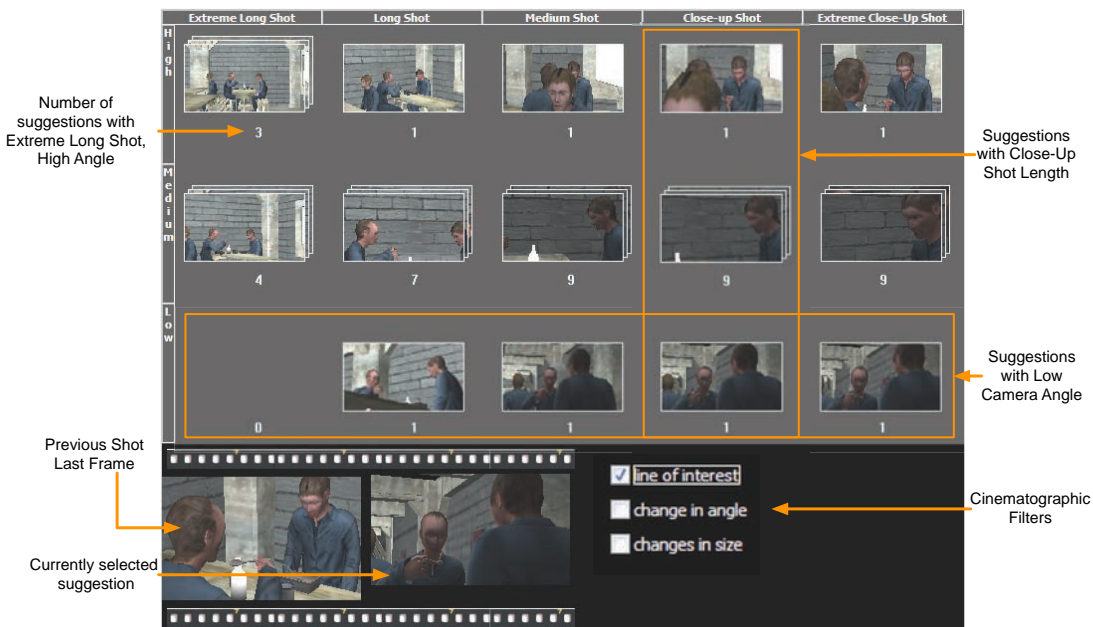 Extreme Long Shot
Long Shot
Medium Shot
Close-up Shot
Extreme Close-Up Shot
High
3
1
1
1
1
Medium
4
7
9
9
9
Low
0
1
1
1
1
Number of
suggestions with
Extreme Long Shot,
High Angle
Suggestions
with Close-Up
Shot Length
Suggestions
with Low
Camera Angle
Previous Shot
Last Frame
Currently selected
suggestion
line of interest
change in angle
changes in size
Cinematographic
Filters